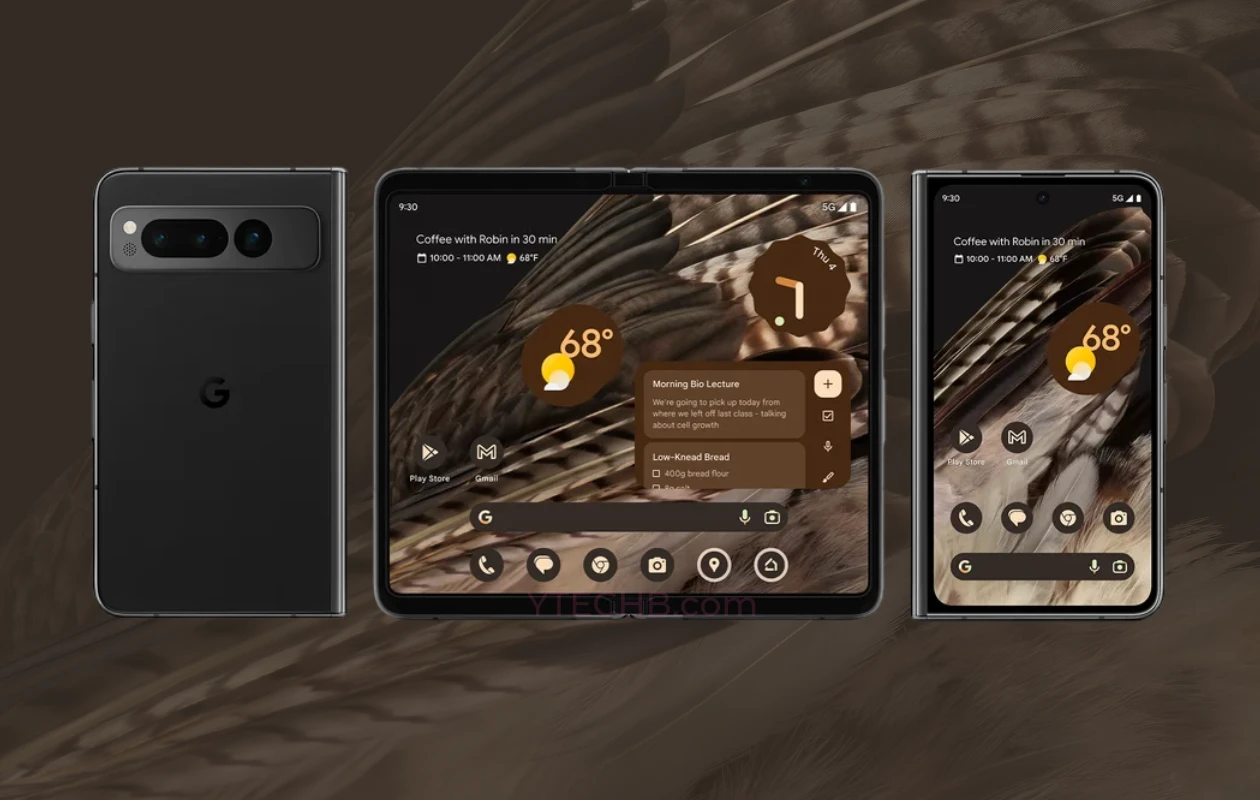 9:30
5G
Coffee with Robin in 30 min
10:00 - 11:00 AM 68°F
Thu 4
68°
Morning Bio Lecture
We're going to pick up today from
where we left off last class - talking
about cell growth
Low-Knead Bread
400g bread flour
8g salt
Play Store
Gmail
G
YTECHB.com
9:30
5G
Coffee with Robin in 30 min
10:00 - 11:00 AM 68°F
68°
Play Store
Gmail
G
G